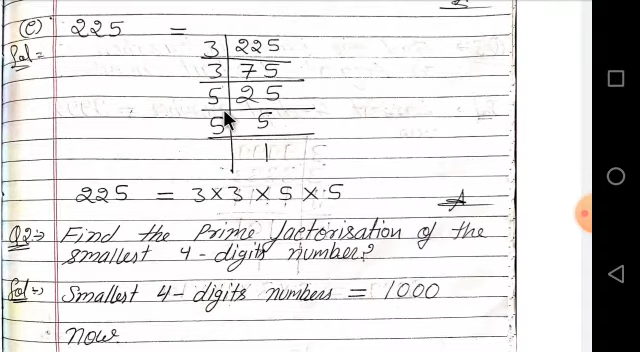 (e) 225 =
Sol = 3 225
3 75
5 25
5 5
1
225 = 3×3×5×5
Q2:→ Find the Prime factorisation of the
smallest 4-digits number?
Sol:→ Smallest 4-digits numbers = 1000
Now